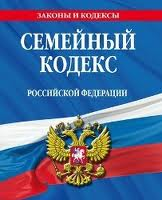 ЗАКОНЫ И КОДЕКСЫ
СЕМЕЙНЫЙ
КОДЕКС
РОССИЙСКОЙ ФЕДЕРАЦИИ